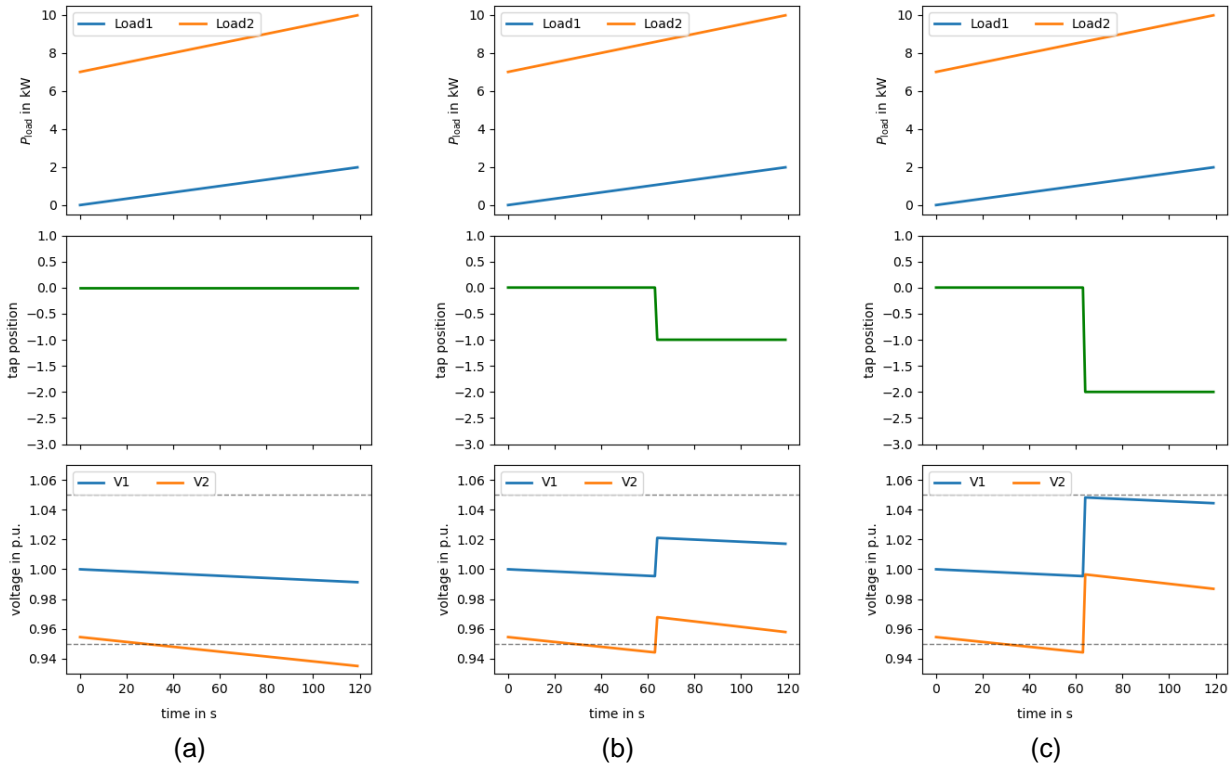 Load1 Load2
10
8
6
4
2
0
P_load in kW
Load1 Load2
10
8
6
4
2
0
P_load in kW
Load1 Load2
10
8
6
4
2
0
P_load in kW
1.0
0.5
0.0
−0.5
−1.0
−1.5
−2.0
−2.5
−3.0
tap position
1.0
0.5
0.0
−0.5
−1.0
−1.5
−2.0
−2.5
−3.0
tap position
1.0
0.5
0.0
−0.5
−1.0
−1.5
−2.0
−2.5
−3.0
tap position
V1 V2
1.06
1.04
1.02
1.00
0.98
0.96
0.94
voltage in p.u.
0 20 40 60 80 100 120
time in s
(a)
V1 V2
1.06
1.04
1.02
1.00
0.98
0.96
0.94
voltage in p.u.
0 20 40 60 80 100 120
time in s
(b)
V1 V2
1.06
1.04
1.02
1.00
0.98
0.96
0.94
voltage in p.u.
0 20 40 60 80 100 120
time in s
(c)